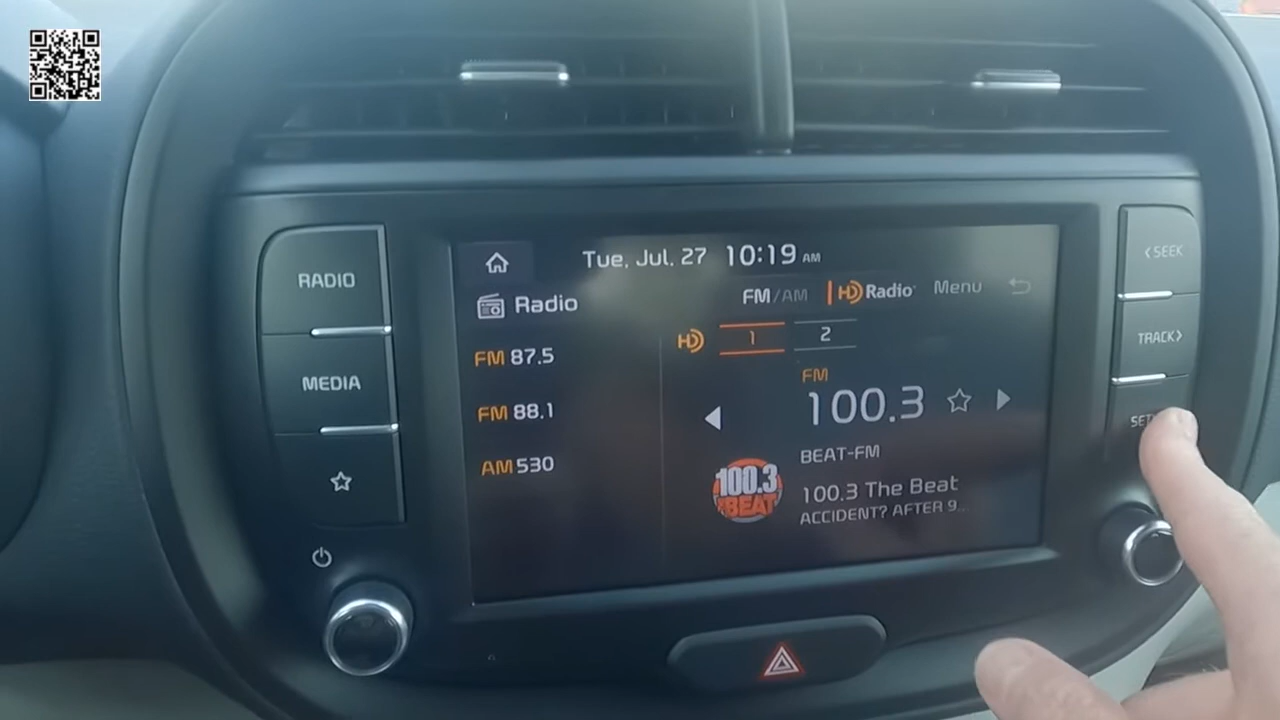 Tue, Jul. 27 10:19 AM
Radio
FM/AM HD Radio Menu
HD 1 2
FM 87.5
FM 88.1
AM 530
FM
100.3
BEAT-FM
100.3 The Beat
ACCIDENT? AFTER 9...
100.3
BEAT
RADIO
MEDIA
< SEEK
TRACK >